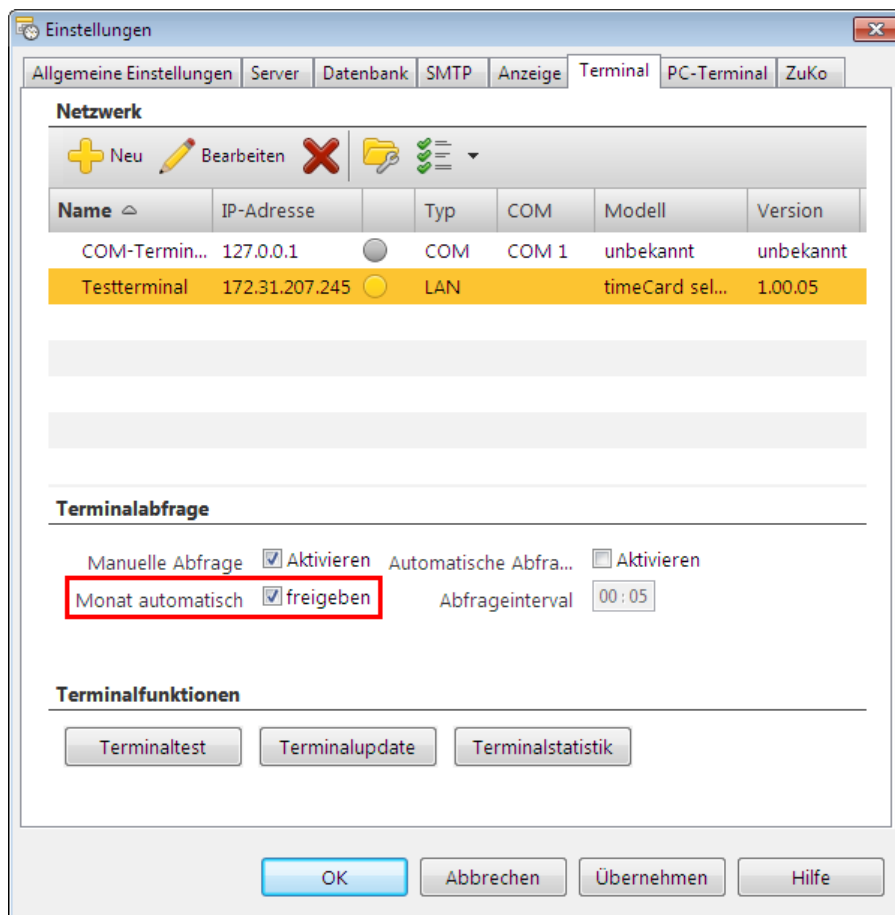 Einstellungen
Allgemeine Einstellungen Server Datenbank SMTP Anzeige Terminal PC-Terminal ZuKo
Netzwerk
Neu Bearbeiten
Name IP-Adresse Typ COM Modell Version
COM-Termin... 127.0.0.1 COM COM 1 unbekannt unbekannt
Testterminal 172.31.207.245 LAN timeCard sel... 1.00.05
Terminalabfrage
Manuelle Abfrage Aktivieren Automatische Abfra... Aktivieren
Monat automatisch freigeben Abfrageinterval 00:05
Terminalfunktionen
Terminaltest Terminalupdate Terminalstatistik
OK Abbrechen Übernehmen Hilfe